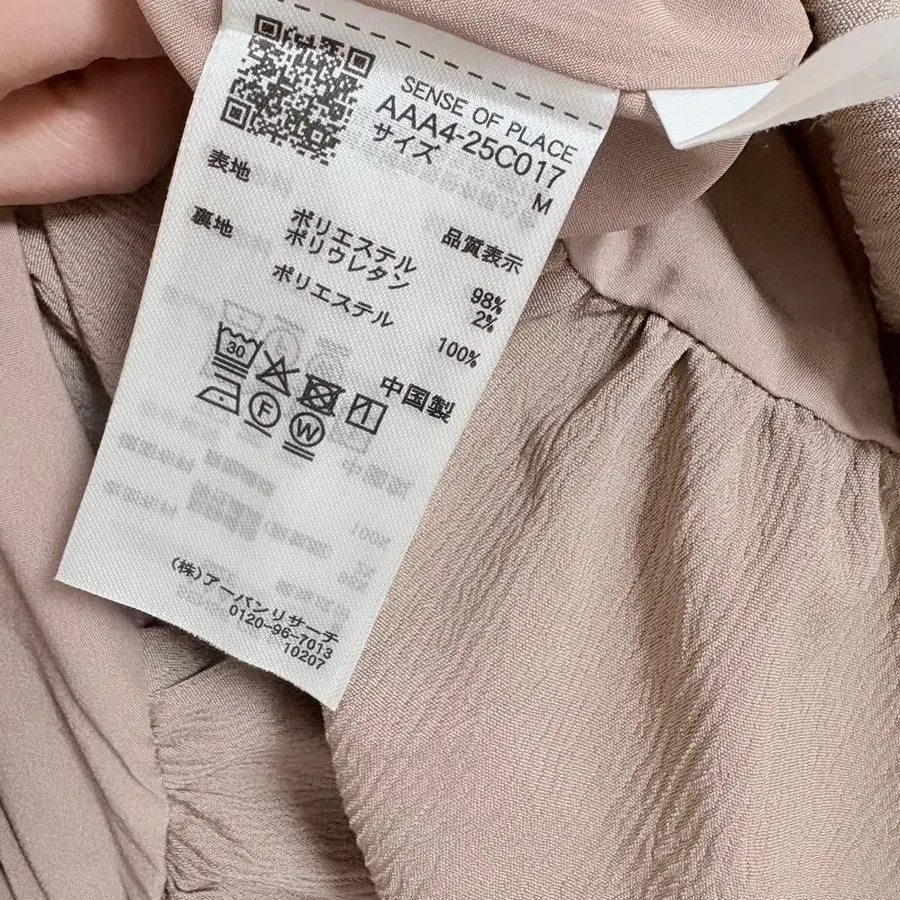 SENSE OF PLACE
AAA4-25C017
サイズ M
品質表示
表地 ポリエステル 98%
ポリウレタン 2%
裏地 ポリエステル 100%
30
F W
中国製
(株)アーバンリサーチ
0120-96-7013
10207